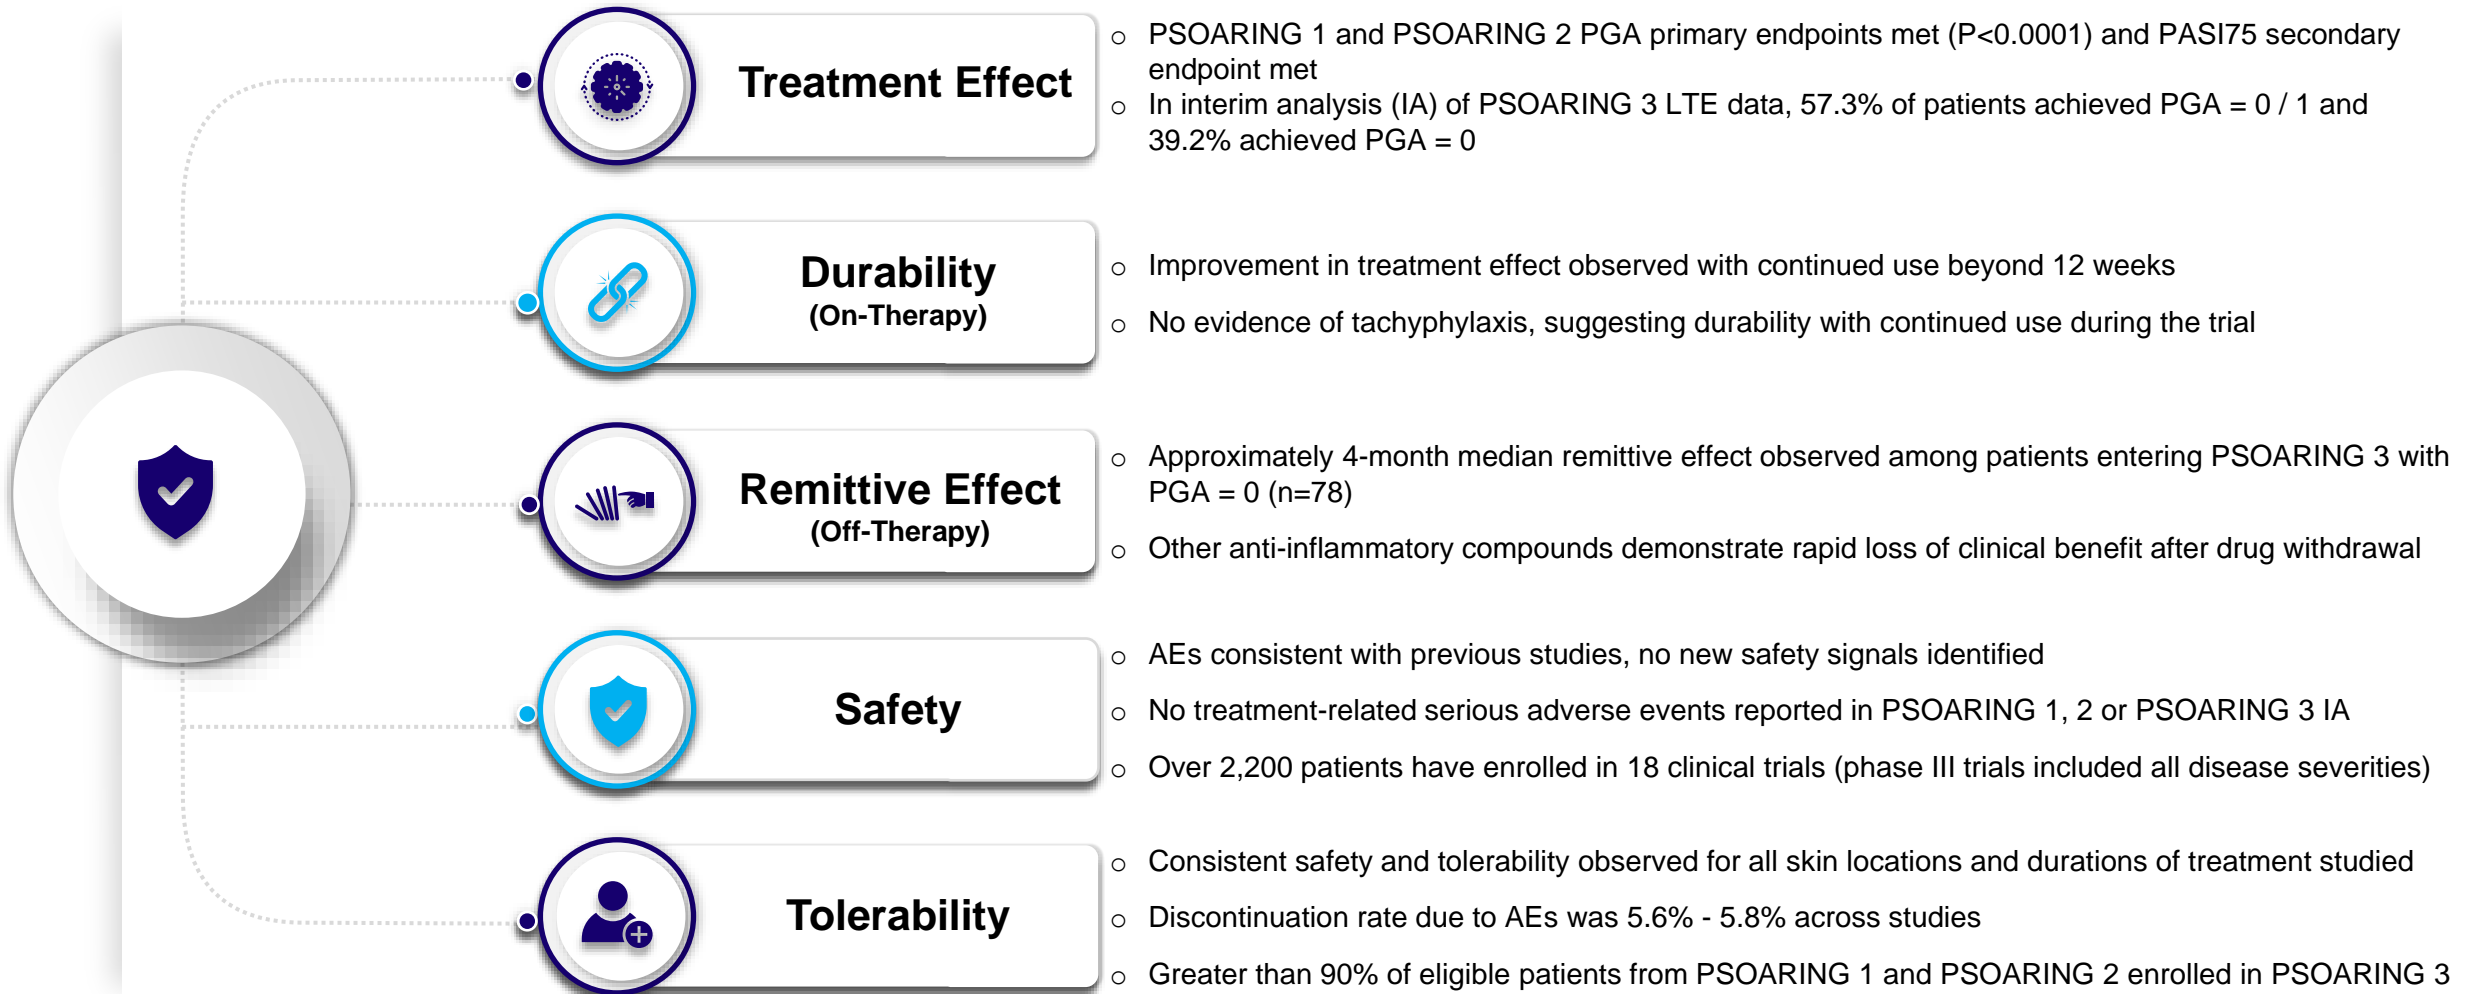 Treatment Effect
○ PSOARING 1 and PSOARING 2 PGA primary endpoints met (P<0.0001) and PASI75 secondary
endpoint met
○ In interim analysis (IA) of PSOARING 3 LTE data, 57.3% of patients achieved PGA = 0 / 1 and
39.2% achieved PGA = 0
Durability
(On-Therapy)
○ Improvement in treatment effect observed with continued use beyond 12 weeks
○ No evidence of tachyphylaxis, suggesting durability with continued use during the trial
Remittive Effect
(Off-Therapy)
○ Approximately 4-month median remittive effect observed among patients entering PSOARING 3 with
PGA = 0 (n=78)
○ Other anti-inflammatory compounds demonstrate rapid loss of clinical benefit after drug withdrawal
Safety
○ AEs consistent with previous studies, no new safety signals identified
○ No treatment-related serious adverse events reported in PSOARING 1, 2 or PSOARING 3 IA
○ Over 2,200 patients have enrolled in 18 clinical trials (phase III trials included all disease severities)
Tolerability
○ Consistent safety and tolerability observed for all skin locations and durations of treatment studied
○ Discontinuation rate due to AEs was 5.6% - 5.8% across studies
○ Greater than 90% of eligible patients from PSOARING 1 and PSOARING 2 enrolled in PSOARING 3